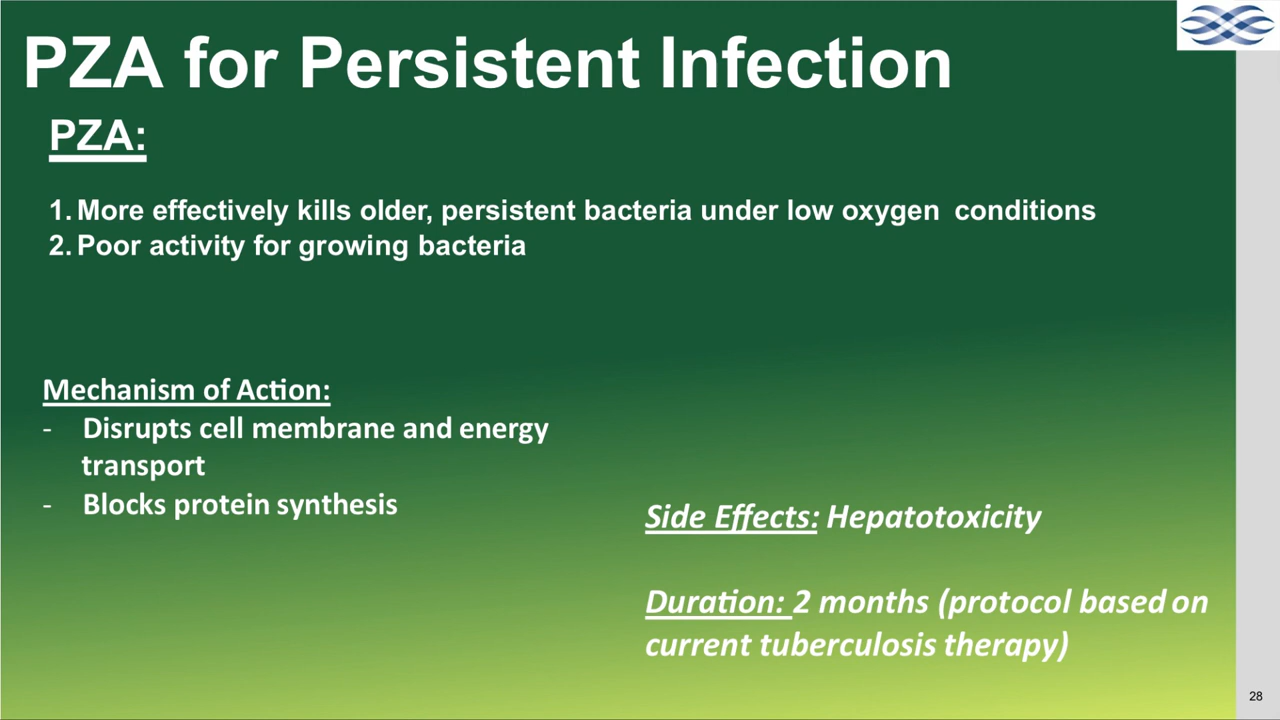 PZA for Persistent Infection
PZA:
1. More effectively kills older, persistent bacteria under low oxygen  conditions
2. Poor activity for growing bacteria
Mechanism of Action:
- Disrupts cell membrane and energy
transport
- Blocks protein synthesis
Side Effects: Hepatotoxicity
Duration: 2 months (protocol based on
current tuberculosis therapy)
28